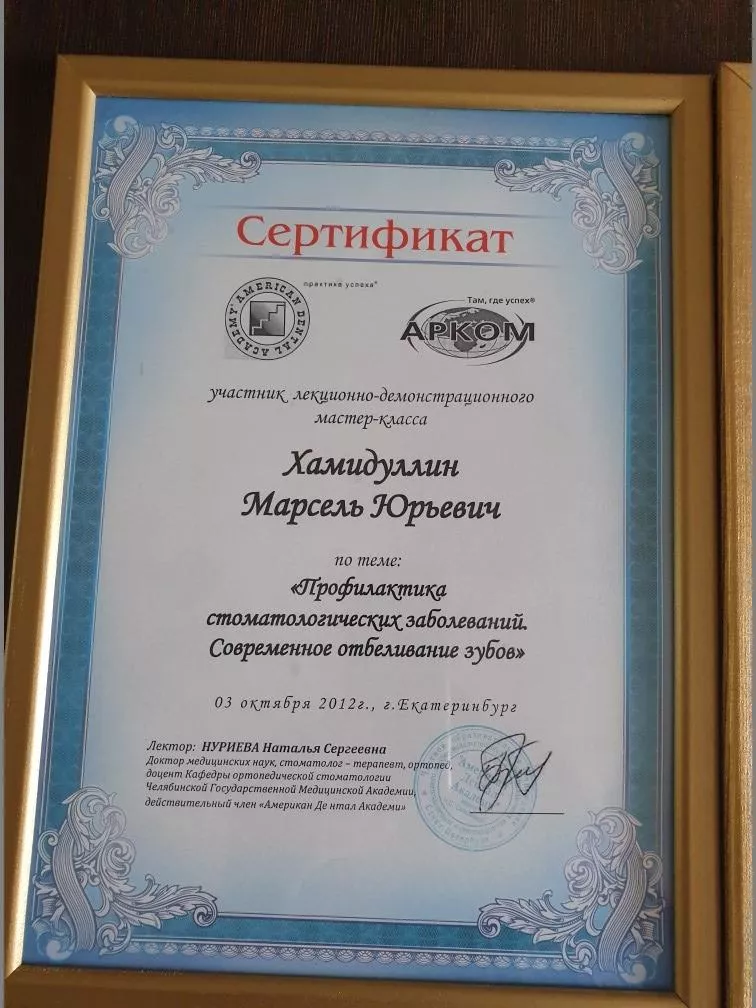 Сертификат
практика успеха®
AMERICAN DENTAL ACADEMY
Там, где успех®
АРКОМ
участник лекционно-демонстрационного
мастер-класса
Хамидуллин
Марсель Юрьевич
по теме:
«Профилактика
стоматологических заболеваний.
Современное отбеливание зубов»
03 октября 2012г., г.Екатеринбург
Лектор: НУРИЕВА Наталья Сергеевна
Доктор медицинских наук, стоматолог – терапевт, ортопед,
доцент Кафедры ортопедической стоматологии
Челябинской Государственной Медицинской Академии,
действительный член «Американ Де нтал Академи»